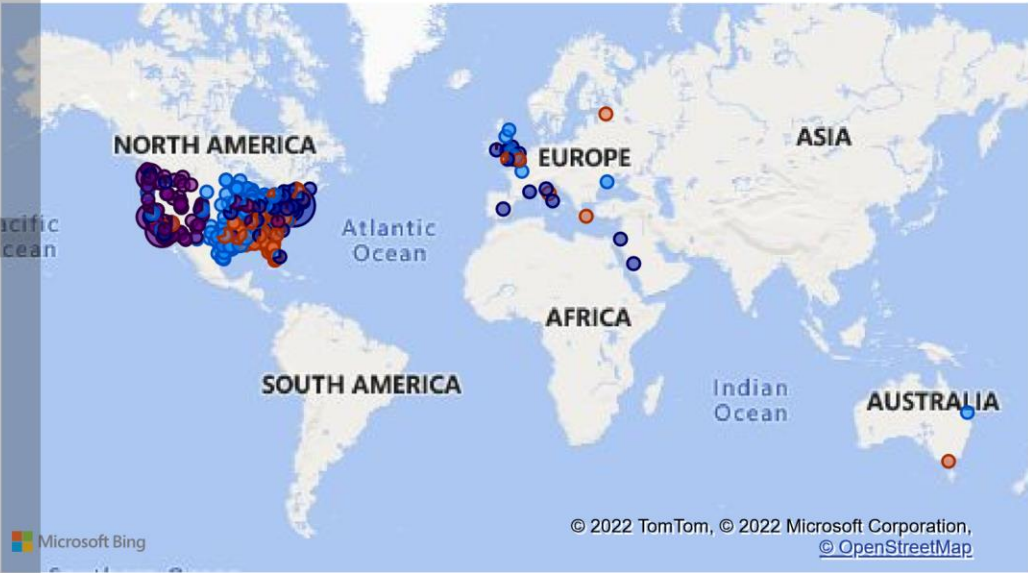 NORTH AMERICA
ASIA
EUROPE
acific
cean
Atlantic
Ocean
AFRICA
SOUTH AMERICA
Indian
Ocean
AUSTRALIA
© 2022 TomTom, © 2022 Microsoft Corporation,
Microsoft Bing
© OpenStreetMap